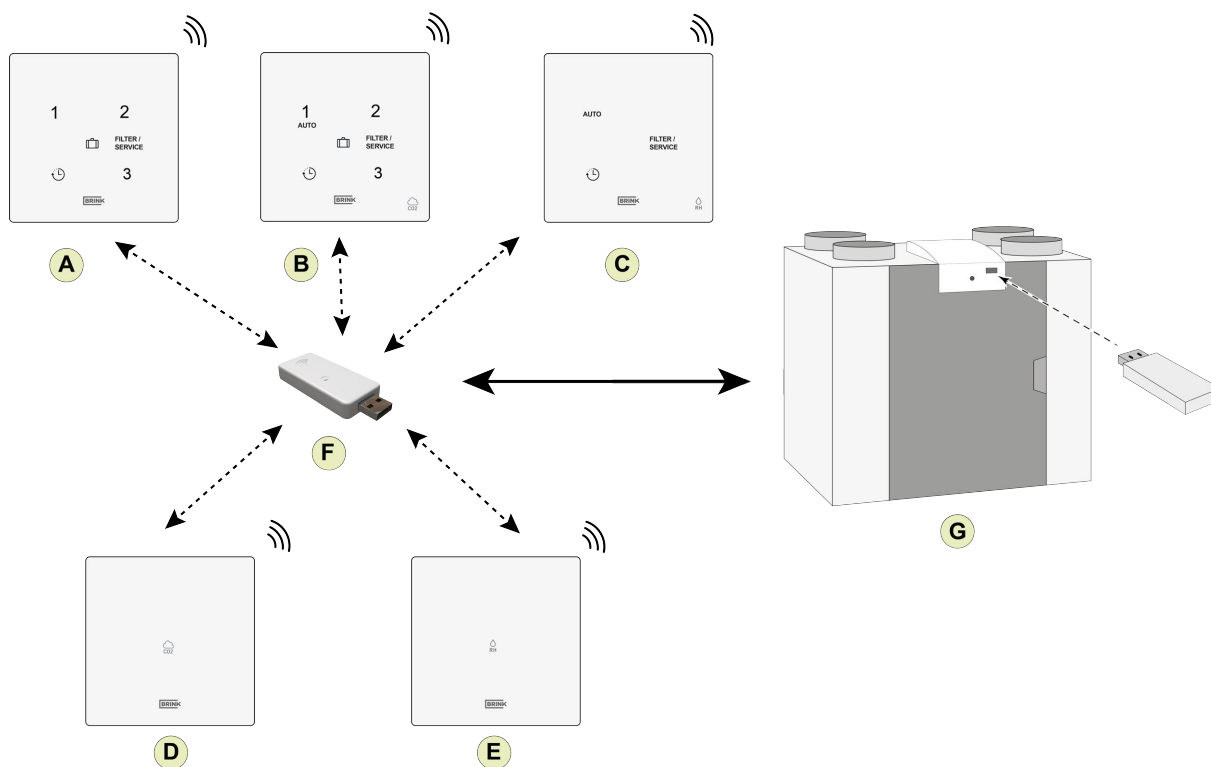 1
2
FILTER /
SERVICE
3
BRINK
A
1
AUTO
2
FILTER /
SERVICE
3
BRINK
CO2
B
AUTO
FILTER /
SERVICE
BRINK
RH
C
F
G
CO2
BRINK
D
RH
BRINK
E